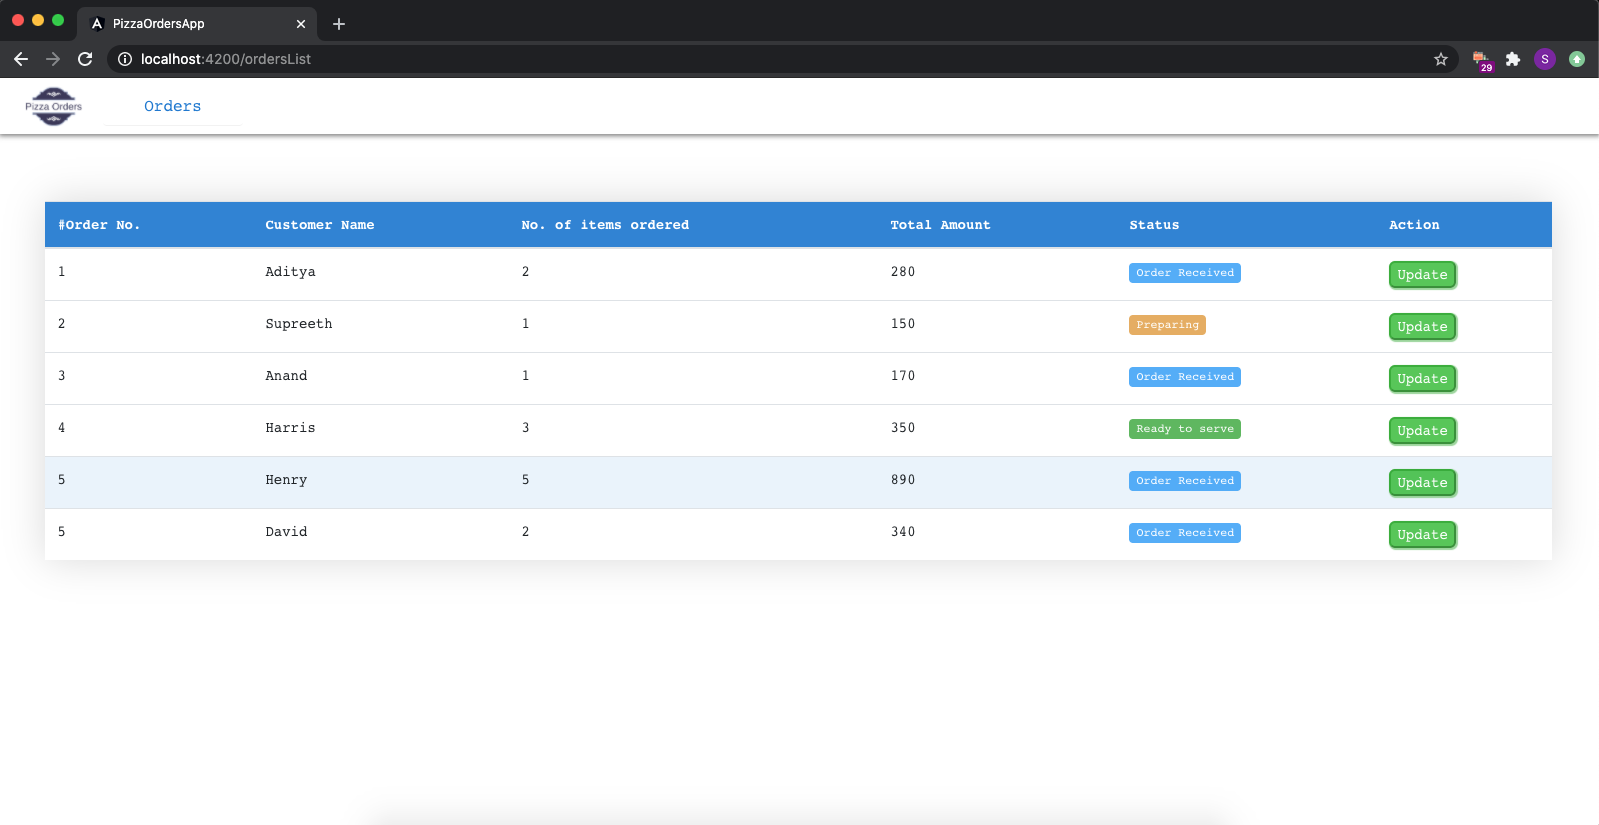 PizzaOrdersApp
localhost:4200/ordersList
29
S
Pizza Orders
Orders
#Order No. Customer Name No. of items ordered Total Amount Status Action
1 Aditya 2 280 Order Received Update
2 Supreeth 1 150 Preparing Update
3 Anand 1 170 Order Received Update
4 Harris 3 350 Ready to serve Update
5 Henry 5 890 Order Received Update
5 David 2 340 Order Received Update